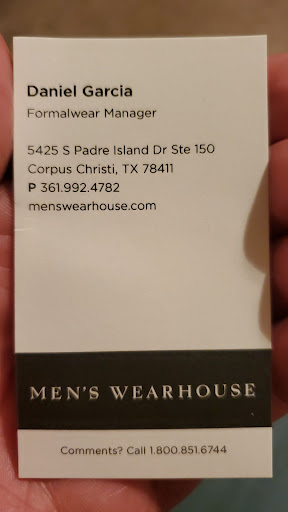 Daniel Garcia
Formalwear Manager
5425 S Padre Island Dr Ste 150
Corpus Christi, TX 78411
P 361.992.4782
menswearhouse.com
MEN'S WEARHOUSE
Comments? Call 1.800.851.6744